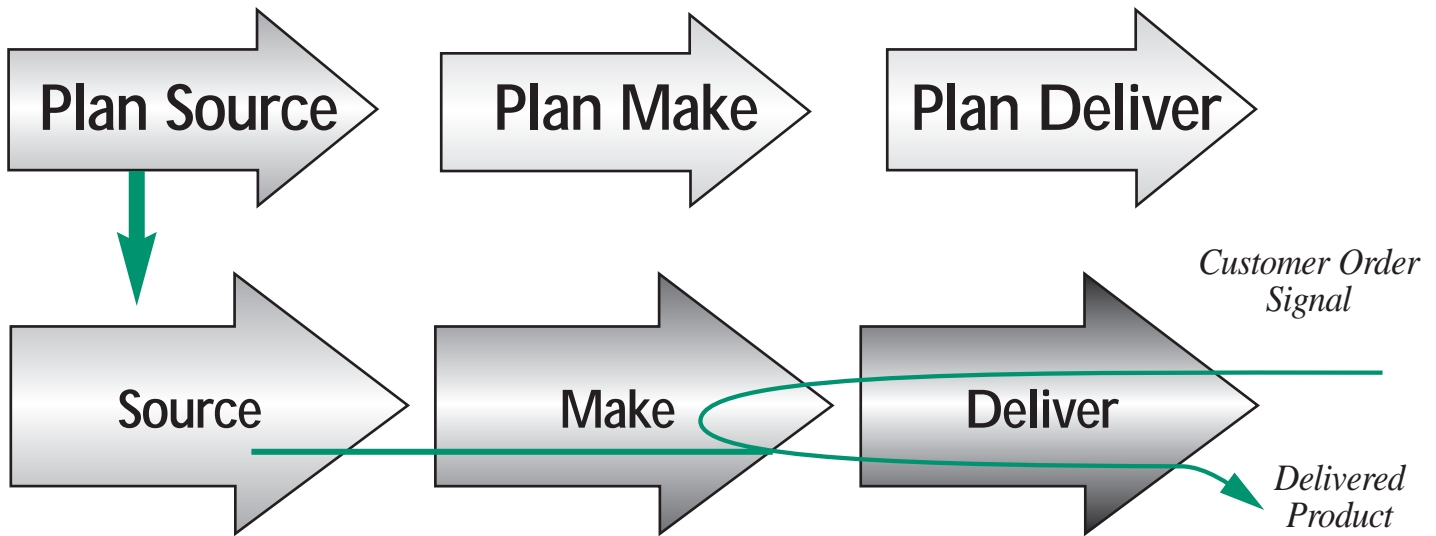 Plan Source
Plan Make
Plan Deliver
Customer Order
Signal
Source
Make
Deliver
Delivered
Product